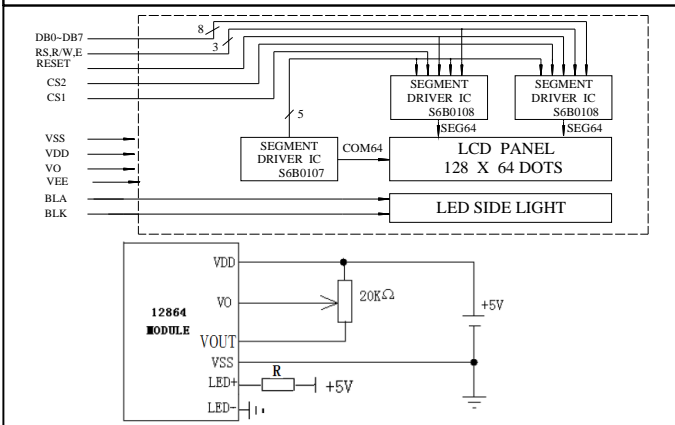 DB0~DB7
8
RS,R/W,E
3
RESET
CS2
CS1
5
SEGMENT
DRIVER IC
S6B0108
SEGMENT
DRIVER IC
S6B0108
SEG64
SEG64
VSS
VDD
VO
VEE
SEGMENT
DRIVER IC
S6B0107
COM64
LCD PANEL
128 X 64 DOTS
BLA
BLK
LED SIDE LIGHT
VDD
VO
20KΩ
+5V
12864
MODULE
VOUT
VSS
LED+
R
+5V
LED-